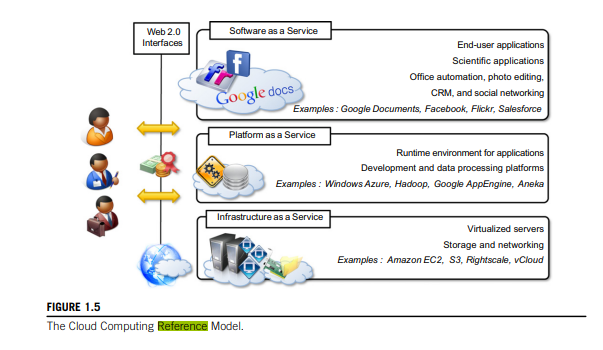 Web 2.0
Interfaces
Software as a Service
End-user applications
Scientific applications
Office automation, photo editing,
CRM, and social networking
Examples : Google Documents, Facebook, Flickr, Salesforce
f
fr
Google docs
Platform as a Service
Runtime environment for applications
Development and data processing platforms
Examples : Windows Azure, Hadoop, Google AppEngine, Aneka
Infrastructure as a Service
Virtualized servers
Storage and networking
Examples : Amazon EC2, S3, Rightscale, vCloud
FIGURE 1.5
The Cloud Computing Reference Model.